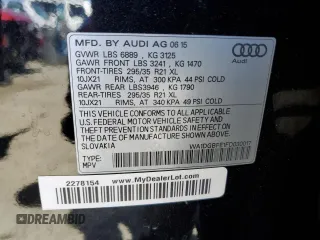 MFD. BY AUDI AG 06 15
GVWR LBS 6889 , KG 3125
GAWR FRONT LBS 3241 , KG 1470
FRONT-TIRES 295/35 R21 XL
10JX21 RIMS, AT 300 KPA 44 PSI COLD
GAWR REAR LBS3946 , KG 1790
REAR-TIRES 295/35 R21 XL
10JX21 RIMS, AT 340 KPA 49 PSI COLD
THIS VEHICLE CONFORMS TO ALL APPLICABLE
U.S. FEDERAL MOTOR VEHICLE SAFETY
STANDARDS IN EFFECT ON THE DATE OF
MANUFACTURE SHOWN ABOVE.
SLOVAKIA
TYPE:
MPV
Audi
2278154
MyDealerLot.com
DREAMBID